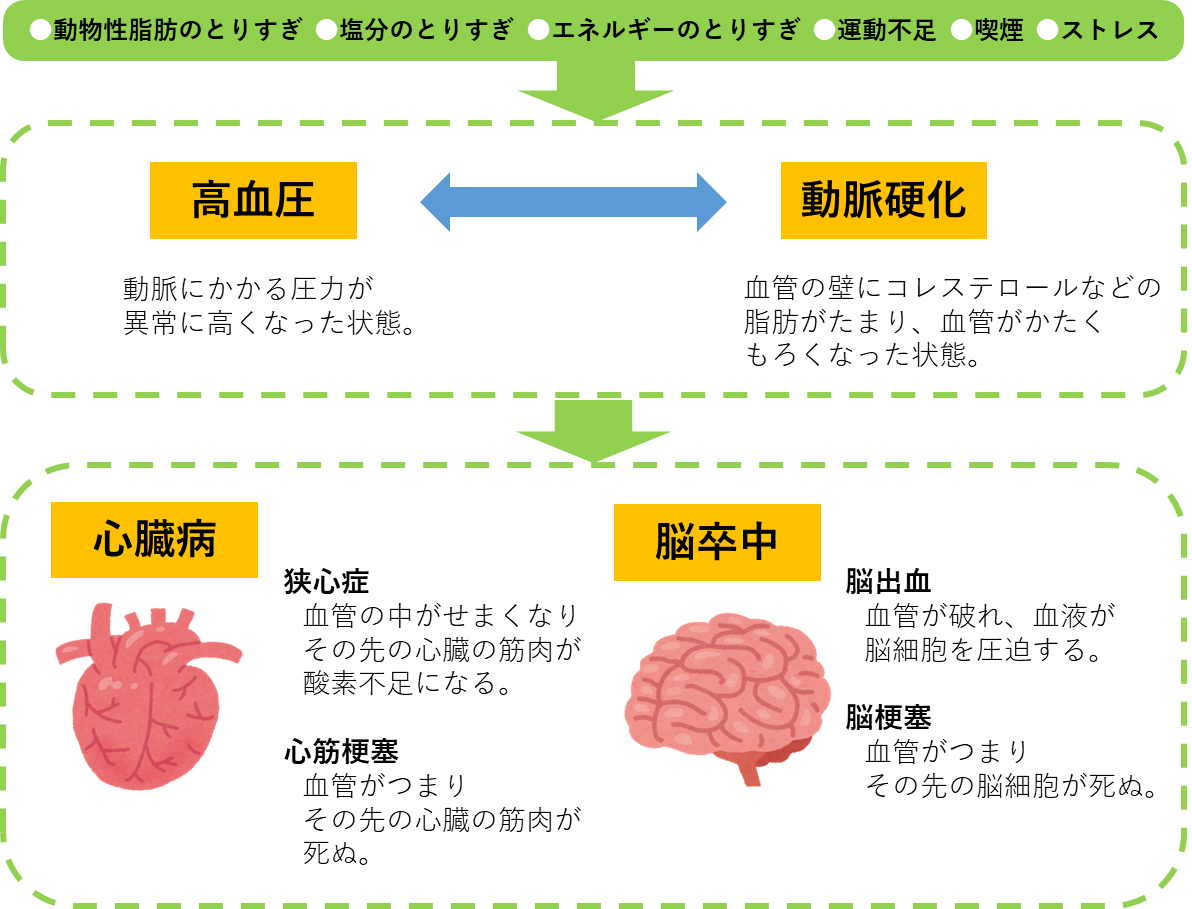 ●動物性脂肪のとりすぎ ●塩分のとりすぎ ●エネルギーのとりすぎ ●運動不足 ●喫煙 ●ストレス
高血圧
動脈にかかる圧力が
異常に高くなった状態。
動脈硬化
血管の壁にコレステロールなどの
脂肪がたまり、血管がかたく
もろくなった状態。
心臓病
狭心症
血管の中がせまくなり
その先の心臓の筋肉が
酸素不足になる。
心筋梗塞
血管がつまり
その先の心臓の筋肉が
死ぬ。
脳卒中
脳出血
血管が破れ、血液が
脳細胞を圧迫する。
脳梗塞
血管がつまり
その先の脳細胞が死ぬ。